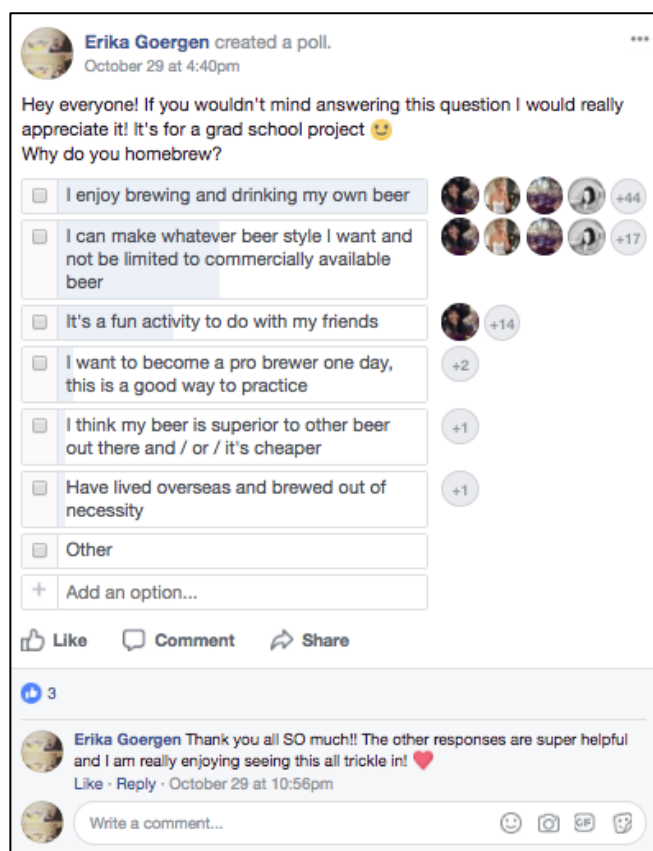 Erika Goergen created a poll.
October 29 at 4:40pm
Hey everyone! If you wouldn't mind answering this question I would really
appreciate it! It's for a grad school project
Why do you homebrew?
I enjoy brewing and drinking my own beer
+44
I can make whatever beer style I want and
not be limited to commercially available
beer
+17
It's a fun activity to do with my friends
+14
I want to become a pro brewer one day,
this is a good way to practice
+2
I think my beer is superior to other beer
out there and / or / it's cheaper
+1
Have lived overseas and brewed out of
necessity
+1
Other
+ Add an option...
Like Comment Share
3
Erika Goergen Thank you all SO much!! The other responses are super helpful
and I am really enjoying seeing this all trickle in!
Like · Reply · October 29 at 10:56pm
Write a comment...
GIF